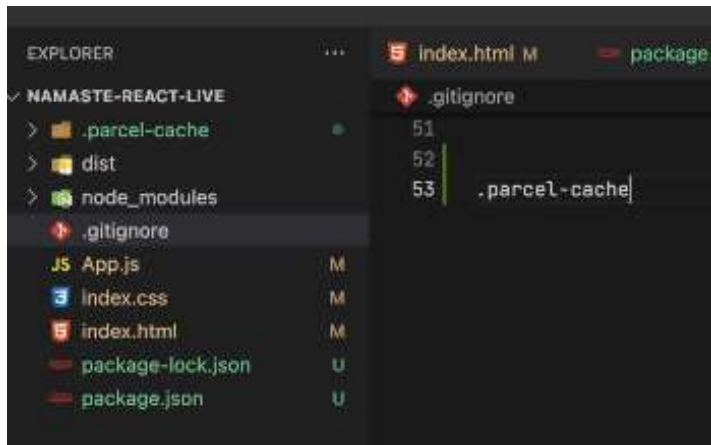 EXPLORER
...
NAMASTE-REACT-LIVE
.parcel-cache
dist
node_modules
.gitignore
JS App.js M
index.css M
index.html M
package-lock.json U
package.json U
index.html M
package
.gitignore
51
52
53 .parcel-cache